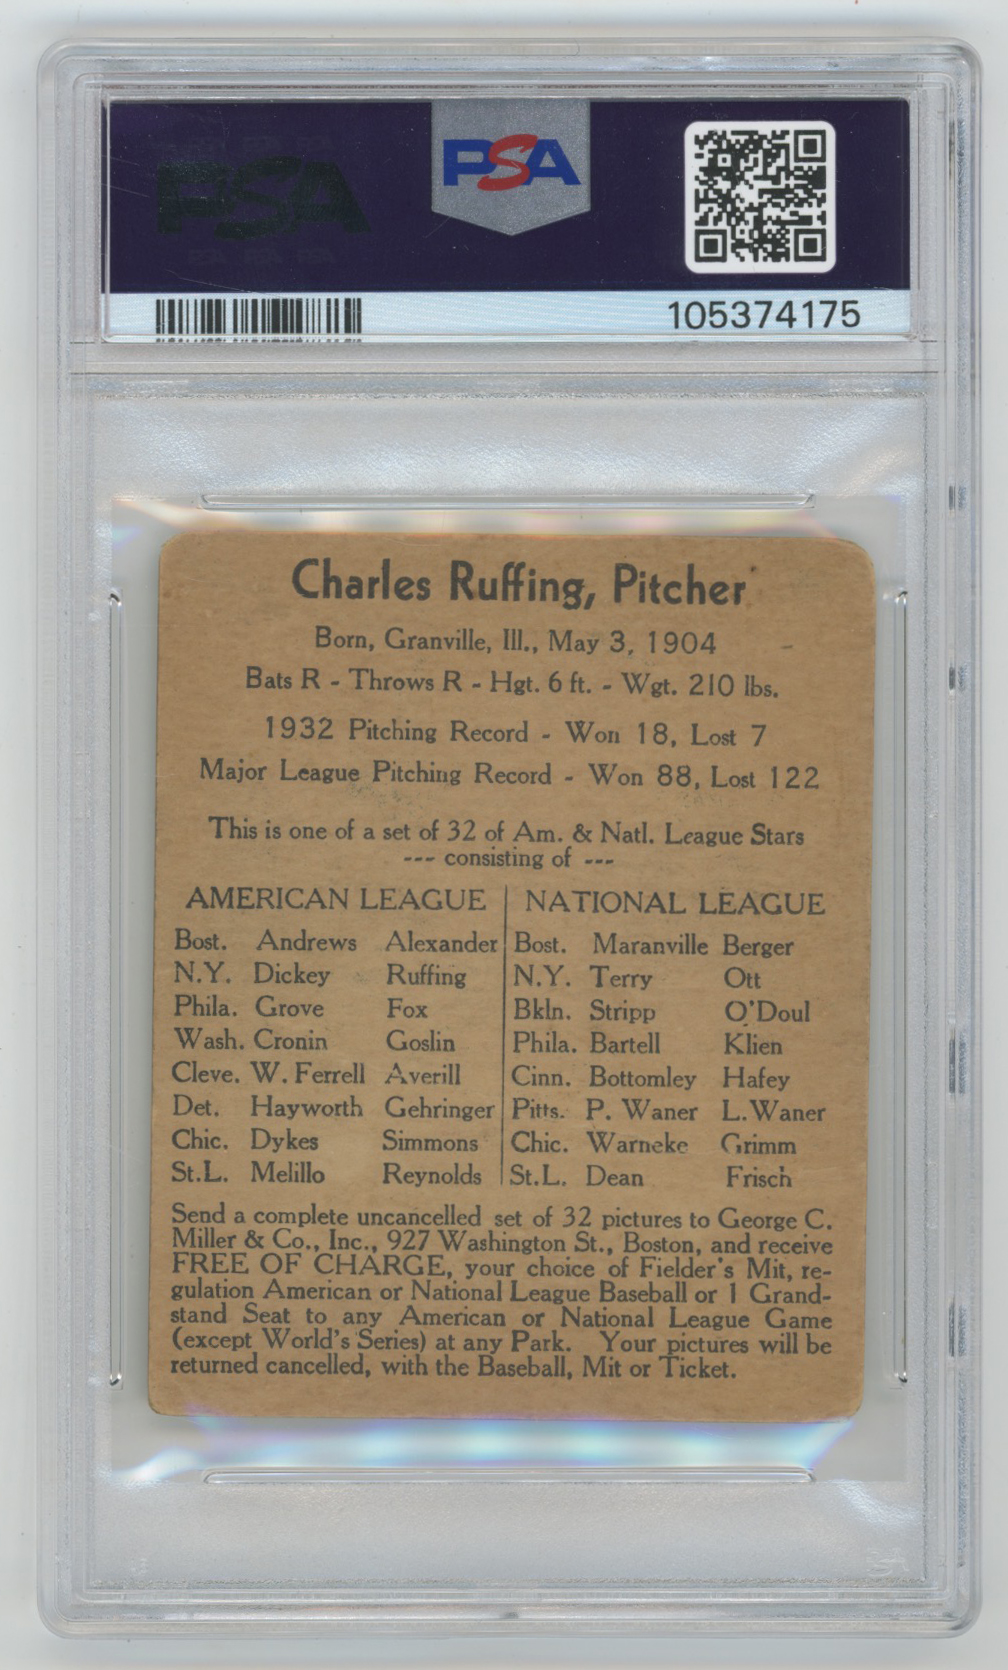 PSA
PSA
105374175
Charles Ruffing, Pitcher
Born, Granville, Ill., May 3, 1904
Bats R - Throws R - Hgt. 6 ft. - Wgt. 210 lbs.
1932 Pitching Record - Won 18, Lost 7
Major League Pitching Record - Won 88, Lost 122
This is one of a set of 32 of Am. & Natl. League Stars
--- consisting of ---
AMERICAN LEAGUE NATIONAL LEAGUE
Bost. Andrews Alexander Bost. Maranville Berger
N.Y. Dickey Ruffing N.Y. Terry Ott
Phila. Grove Fox Bkln. Stripp O'Doul
Wash. Cronin Goslin Phila. Bartell Klien
Cleve. W. Ferrell Averill Cinn. Bottomley Hafey
Det. Hayworth Gehringer Pitts. P. Waner L. Waner
Chic. Dykes Simmons Chic. Warneke Grimm
St.L. Melillo Reynolds St.L. Dean Frisch
Send a complete uncancelled set of 32 pictures to George C.
Miller & Co., Inc., 927 Washington St., Boston, and receive
FREE OF CHARGE, your choice of Fielder's Mit, re-
gulation American or National League Baseball or 1 Grand-
stand Seat to any American or National League Game
(except World's Series) at any Park. Your pictures will be
returned cancelled, with the Baseball, Mit or Ticket.